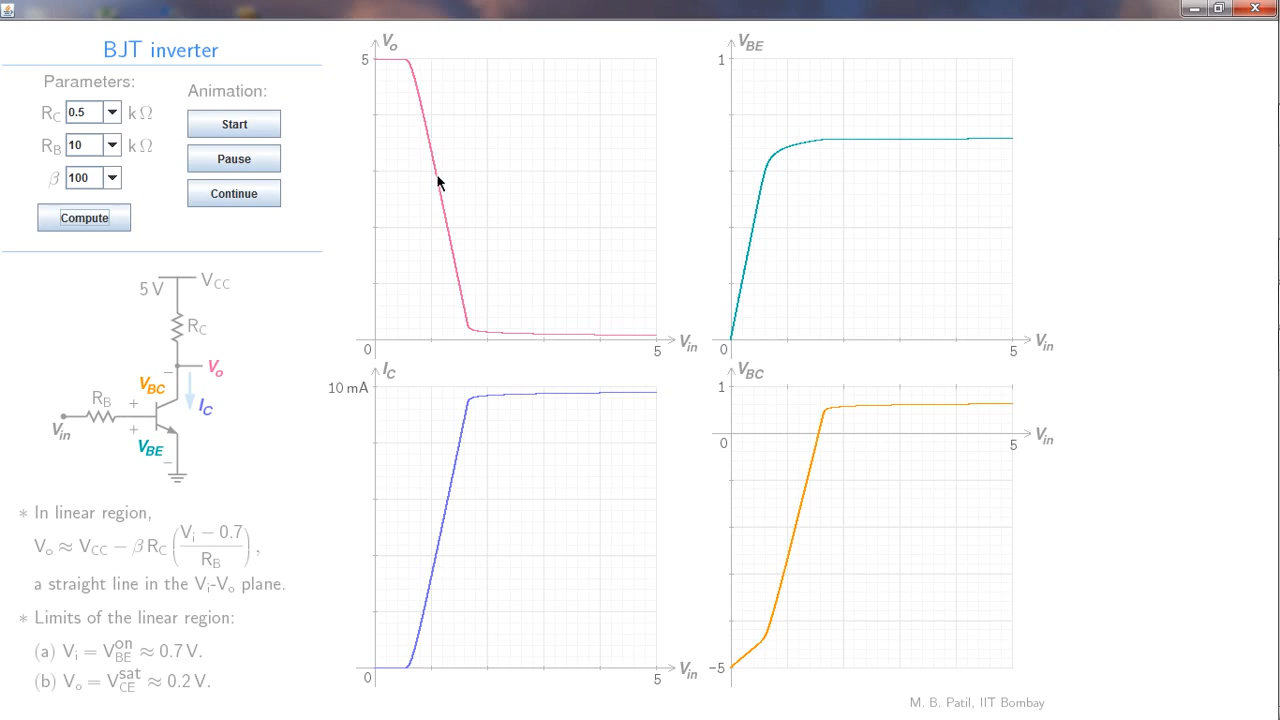 BJT inverter
Parameters:
R_C 0.5 kΩ
R_B 10 kΩ
β 100
Compute
Animation:
Start
Pause
Continue
5 V
V_CC
R_C
V_o
V_BC
−
+
I_C
R_B
V_in
+
V_BE
−
∗ In linear region,
V_o ≈ V_CC − β R_C (V_i − 0.7 / R_B) ,
a straight line in the V_i-V_o plane.
∗ Limits of the linear region:
(a) V_i = V_BE^on ≈ 0.7 V.
(b) V_o = V_CE^sat ≈ 0.2 V.
V_o
5
0
5
V_in
V_BE
1
0
5
V_in
I_C
10 mA
0
5
V_in
V_BC
1
0
5
V_in
−5
M. B. Patil, IIT Bombay